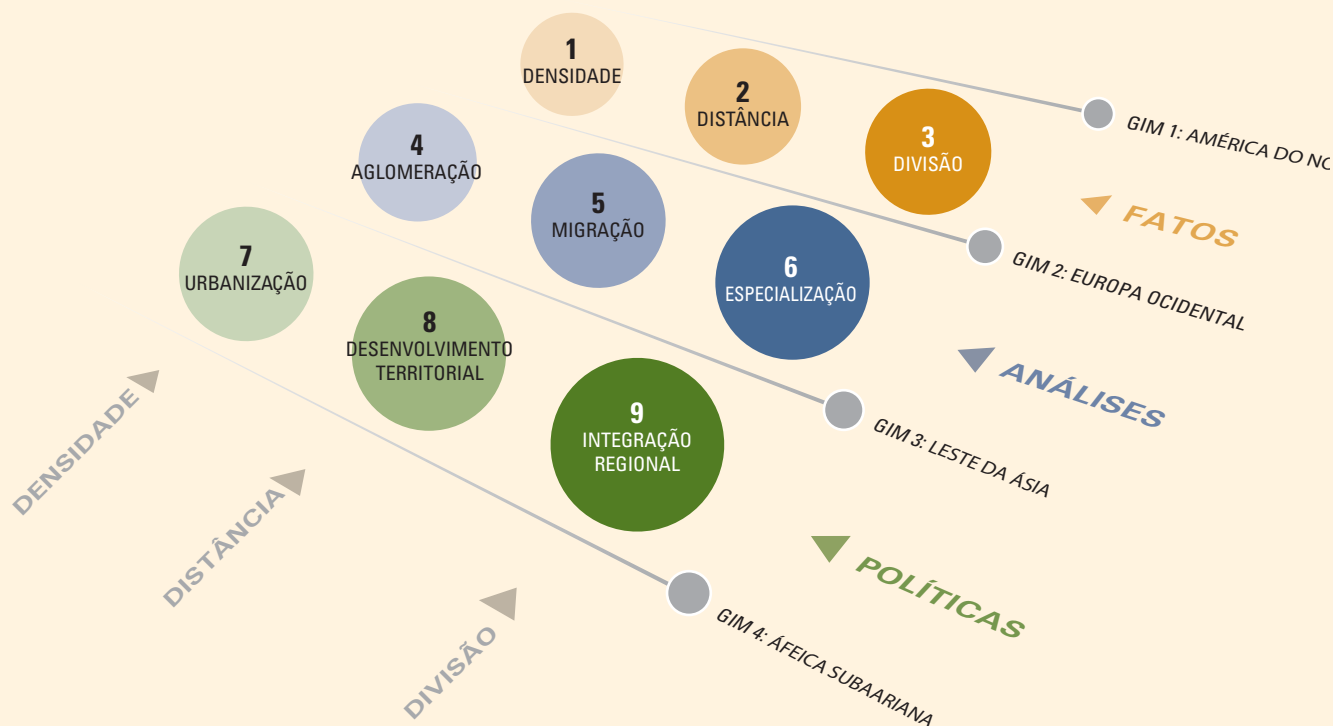 1
DENSIDADE
2
DISTÂNCIA
3
DIVISÃO
GIM 1: AMÉRICA DO
FATOS
4
AGLOMERAÇÃO
5
MIGRAÇÃO
6
ESPECIALIZAÇÃO
GIM 2: EUROPA OCIDENTAL
ANÁLISES
7
URBANIZAÇÃO
8
DESENVOLVIMENTO
TERRITORIAL
9
INTEGRAÇÃO
REGIONAL
GIM 3: LESTE DA ÁSIA
POLÍTICAS
GIM 4: ÁFEICA SUBAARIANA
DENSIDADE
DISTÂNCIA
DIVISÃO